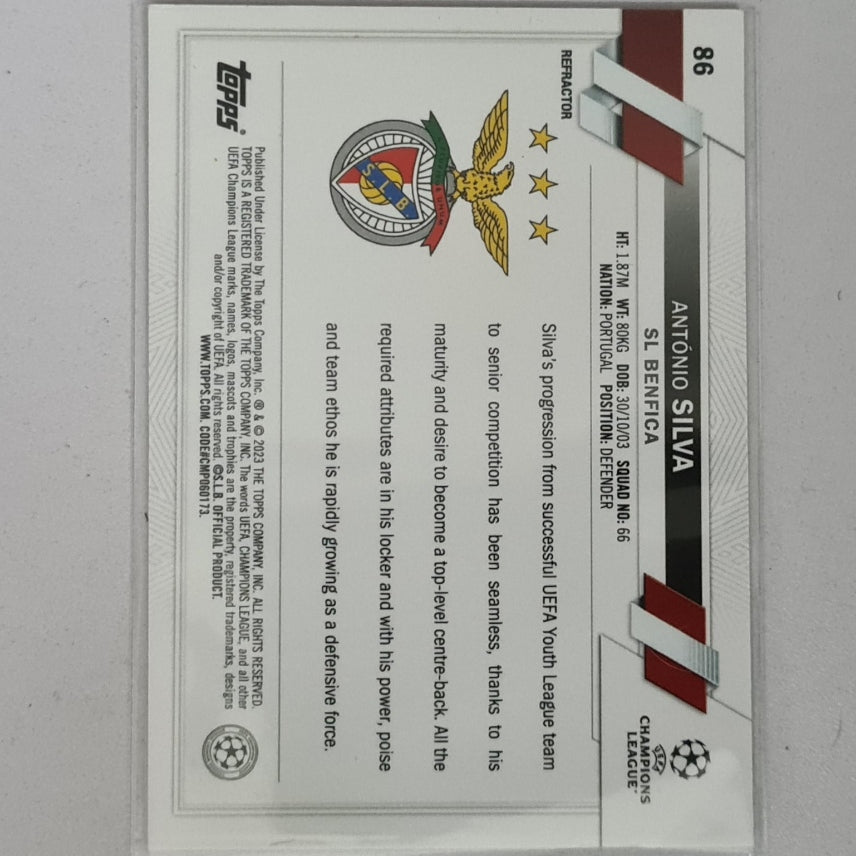 86
ANTÓNIO SILVA
SL BENFICA
HT: 1.87M WT: 80KG DOB: 30/10/03 SQUAD NO: 66
NATION: PORTUGAL POSITION: DEFENDER
UEFA
CHAMPIONS
LEAGUE
REFRACTOR
S.L.B.
Silva's progression from successful UEFA Youth League team
to senior competition has been seamless, thanks to his
maturity and desire to become a top-level centre-back. All the
required attributes are in his locker and with his power, poise
and team ethos he is rapidly growing as a defensive force.
topps
Published Under License by The Topps Company, Inc. ® & © 2023 THE TOPPS COMPANY, INC. ALL RIGHTS RESERVED.
TOPPS IS A REGISTERED TRADEMARK OF THE TOPPS COMPANY, INC. The words UEFA, CHAMPIONS LEAGUE, and all other
UEFA Champions League marks, names, logos, mascots and trophies are the property, registered trademarks, designs
and/or copyright of UEFA. All rights reserved. ©S.L.B. OFFICIAL PRODUCT.
WWW.TOPPS.COM. CODE#CMP060173.